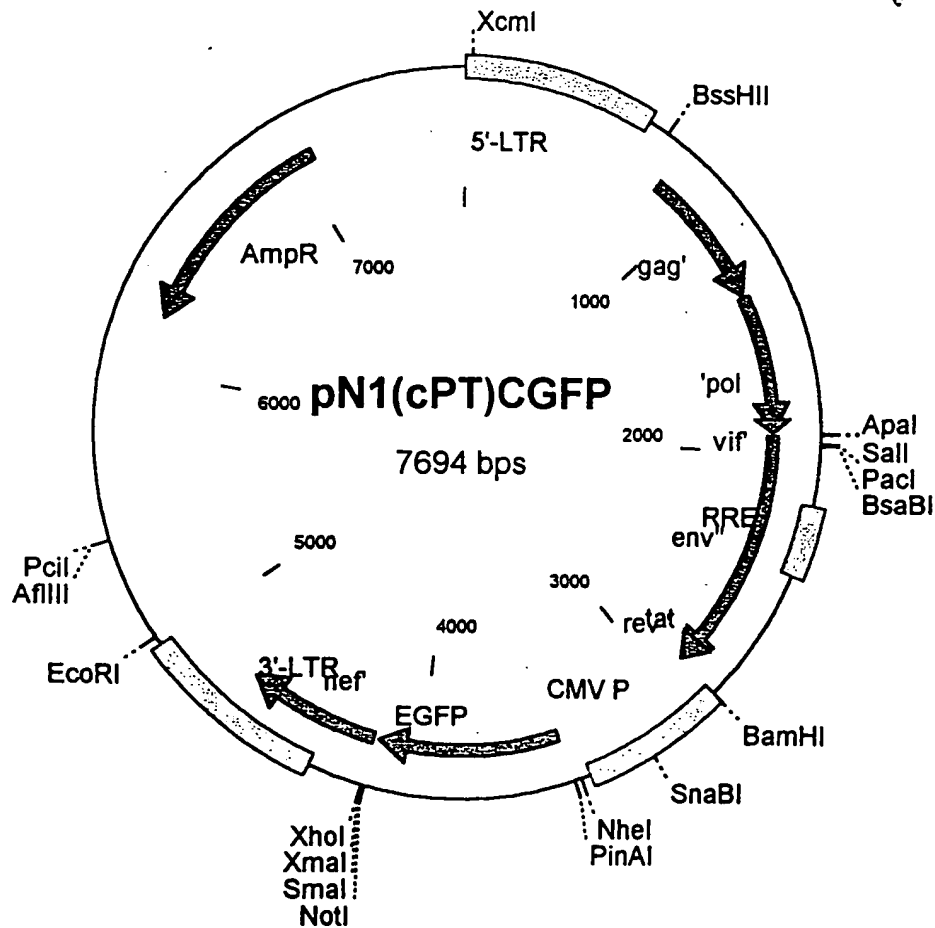 XcmI
BssHII
5'-LTR
AmpR
7000
gag'
1000
pN1(cPT)CGFP
7694 bps
6000
'pol
2000
vif'
ApaI
SalI
PacI
BsaBI
RRE
env''
5000
3000
rev
tat
4000
PciI
AflIII
EcoRI
3'-LTR
nef'
EGFP
CMV P
BamHI
SnaBI
NheI
PinAI
XhoI
XmaI
SmaI
NotI